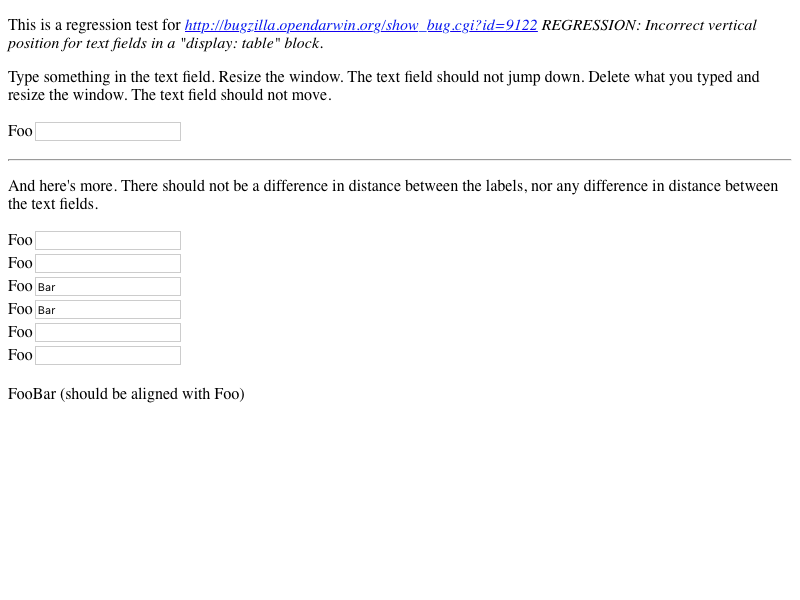 This is a regression test for http://bugzilla.opendarwin.org/show_bug.cgi?id=9122 REGRESSION: Incorrect vertical
position for text fields in a "display: table" block.
Type something in the text field. Resize the window. The text field should not jump down. Delete what you typed and
resize the window. The text field should not move.
Foo
And here's more. There should not be a difference in distance between the labels, nor any difference in distance between
the text fields.
Foo
Foo
Foo Bar
Foo Bar
Foo
Foo
FooBar (should be aligned with Foo)